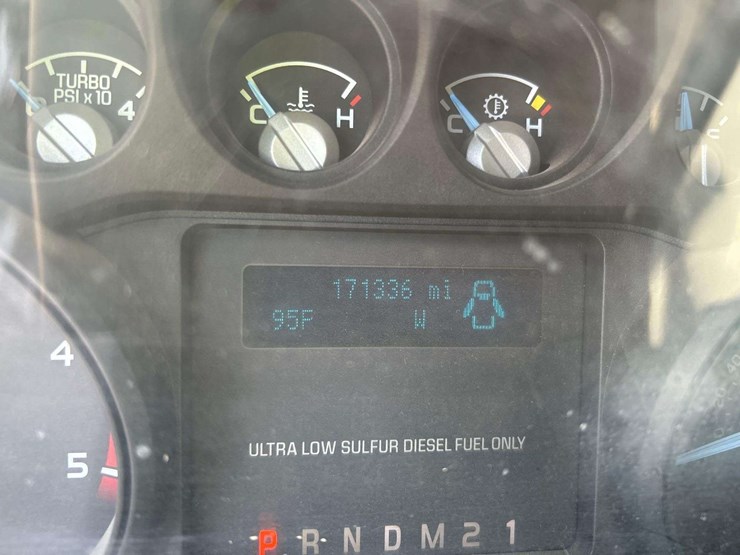 TURBO
PSI x 10
4
C H
C H
C
171336 mi
95F W
4
ULTRA LOW SULFUR DIESEL FUEL ONLY
5
P R N D M 2 1